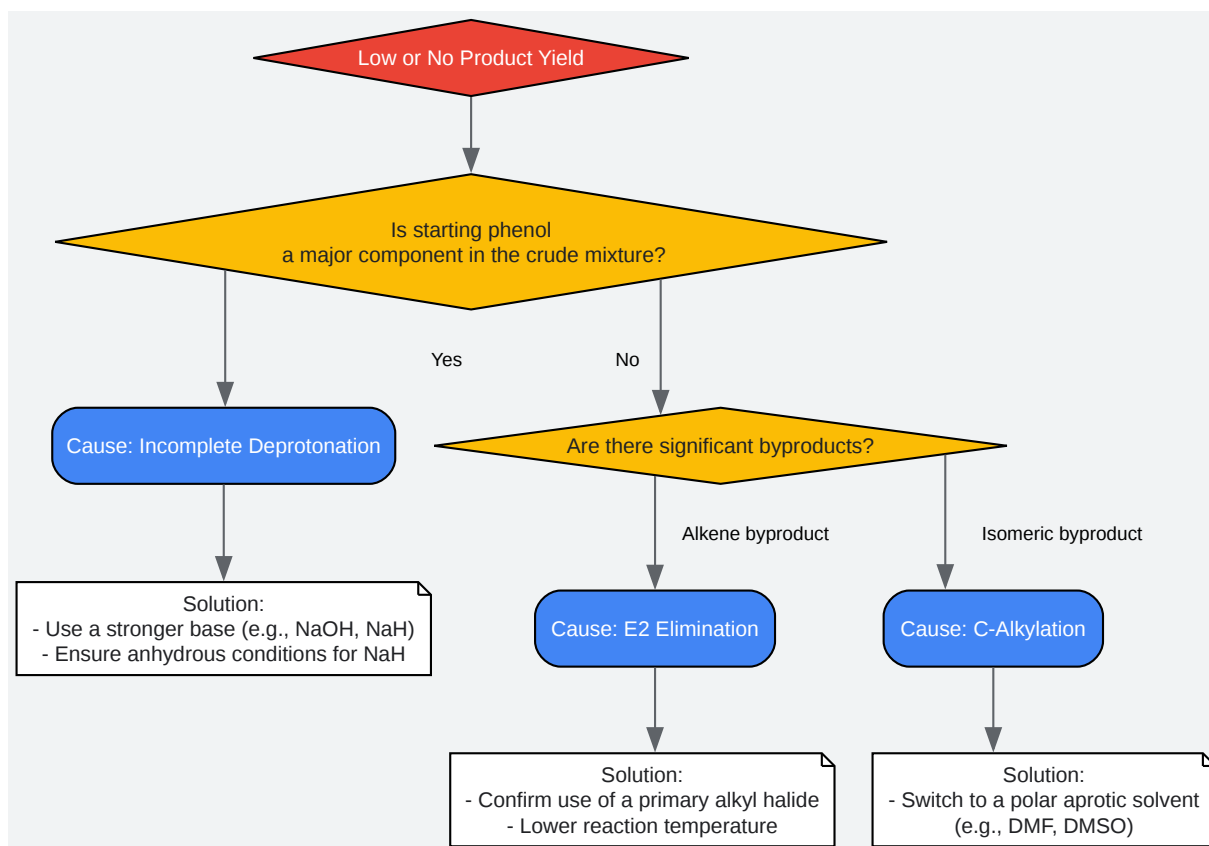 Low or No Product Yield
Is starting phenol
a major component in the crude mixture?
Yes
No
Cause: Incomplete Deprotonation
Are there significant byproducts?
Alkene byproduct
Isomeric byproduct
Solution:
- Use a stronger base (e.g., NaOH, NaH)
- Ensure anhydrous conditions for NaH
Cause: E2 Elimination
Cause: C-Alkylation
Solution:
- Confirm use of a primary alkyl halide
- Lower reaction temperature
Solution:
- Switch to a polar aprotic solvent
(e.g., DMF, DMSO)